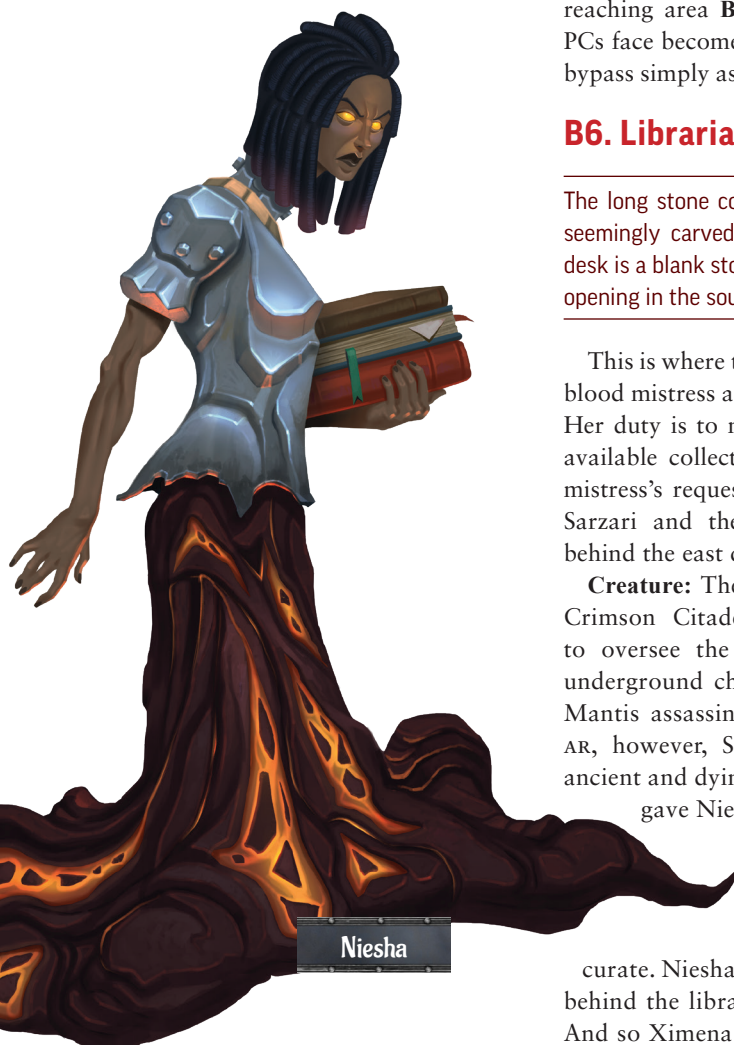 reaching area B
PCs face become
bypass simply as
B6. Libraria
The long stone co
seemingly carved
desk is a blank sto
opening in the sou
This is where t
blood mistress a
Her duty is to m
available collect
mistress's reques
Sarzari and the
behind the east d
Creature: The
Crimson Citade
to oversee the
underground ch
Mantis assassin
AR, however, S
ancient and dyin
gave Nie
curate. Niesha
behind the libra
And so Ximena
Niesha